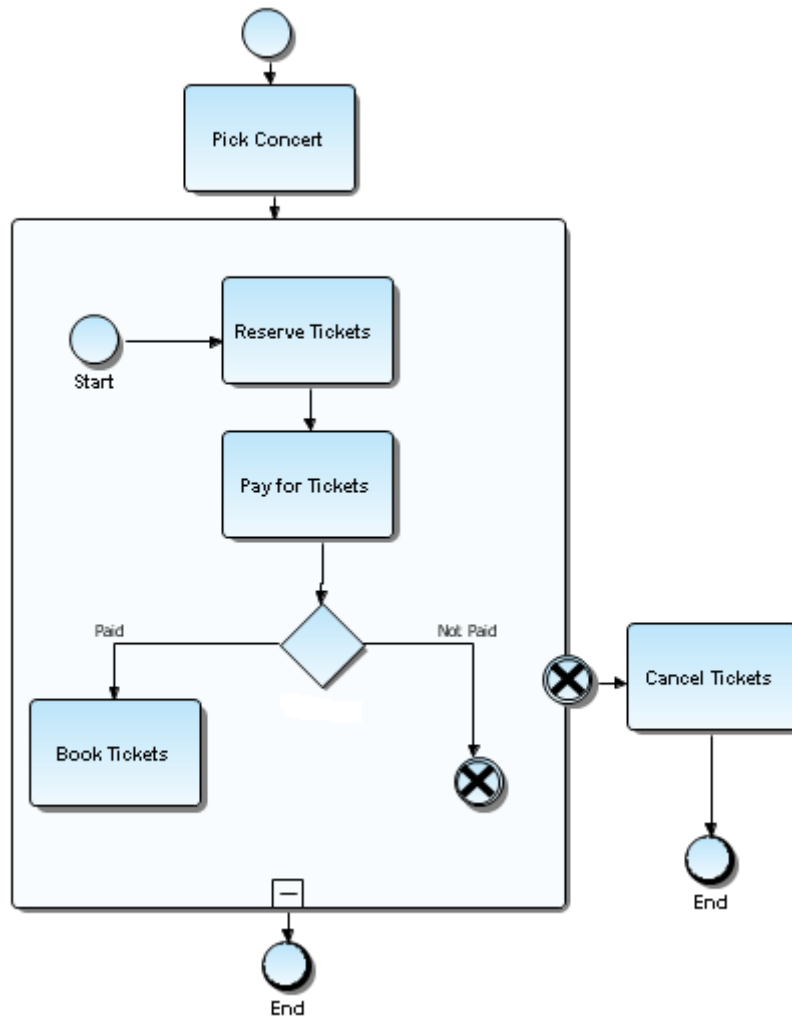 Pick Concert
Reserve Tickets
Start
Pay for Tickets
Paid
Not Paid
Cancel Tickets
Book Tickets
End
End